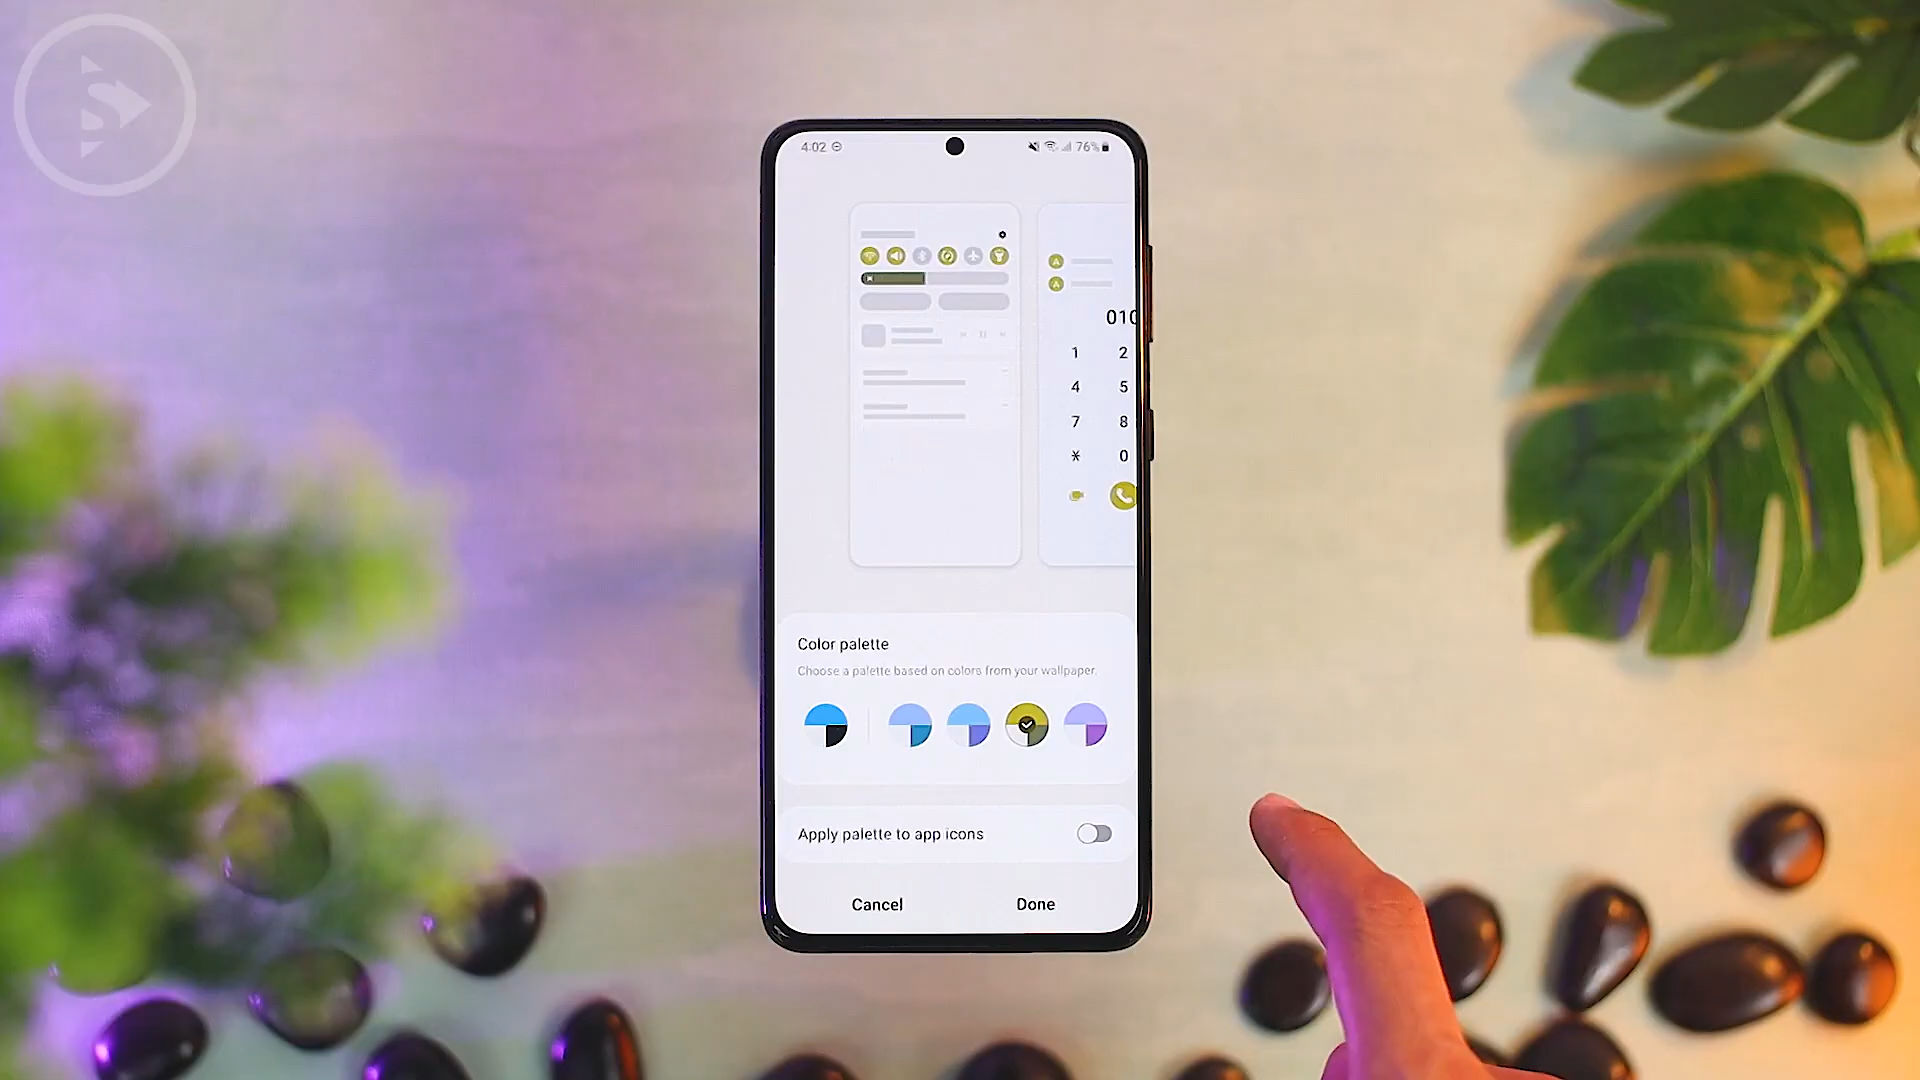 S
4:02 76%
010
A
A
1 2
4 5
7 8
* 0
Color palette
Choose a palette based on colors from your wallpaper.
Apply palette to app icons
Cancel Done